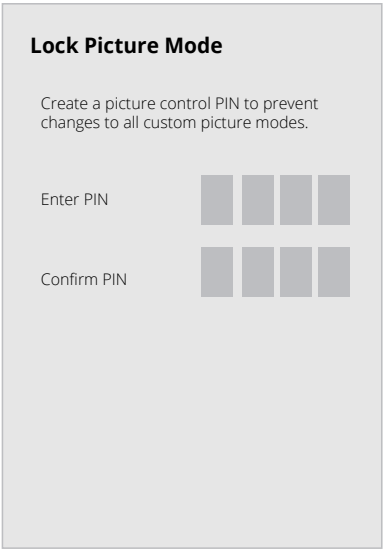 Lock Picture Mode
Create a picture control PIN to prevent
changes to all custom picture modes.
Enter PIN
Confirm PIN